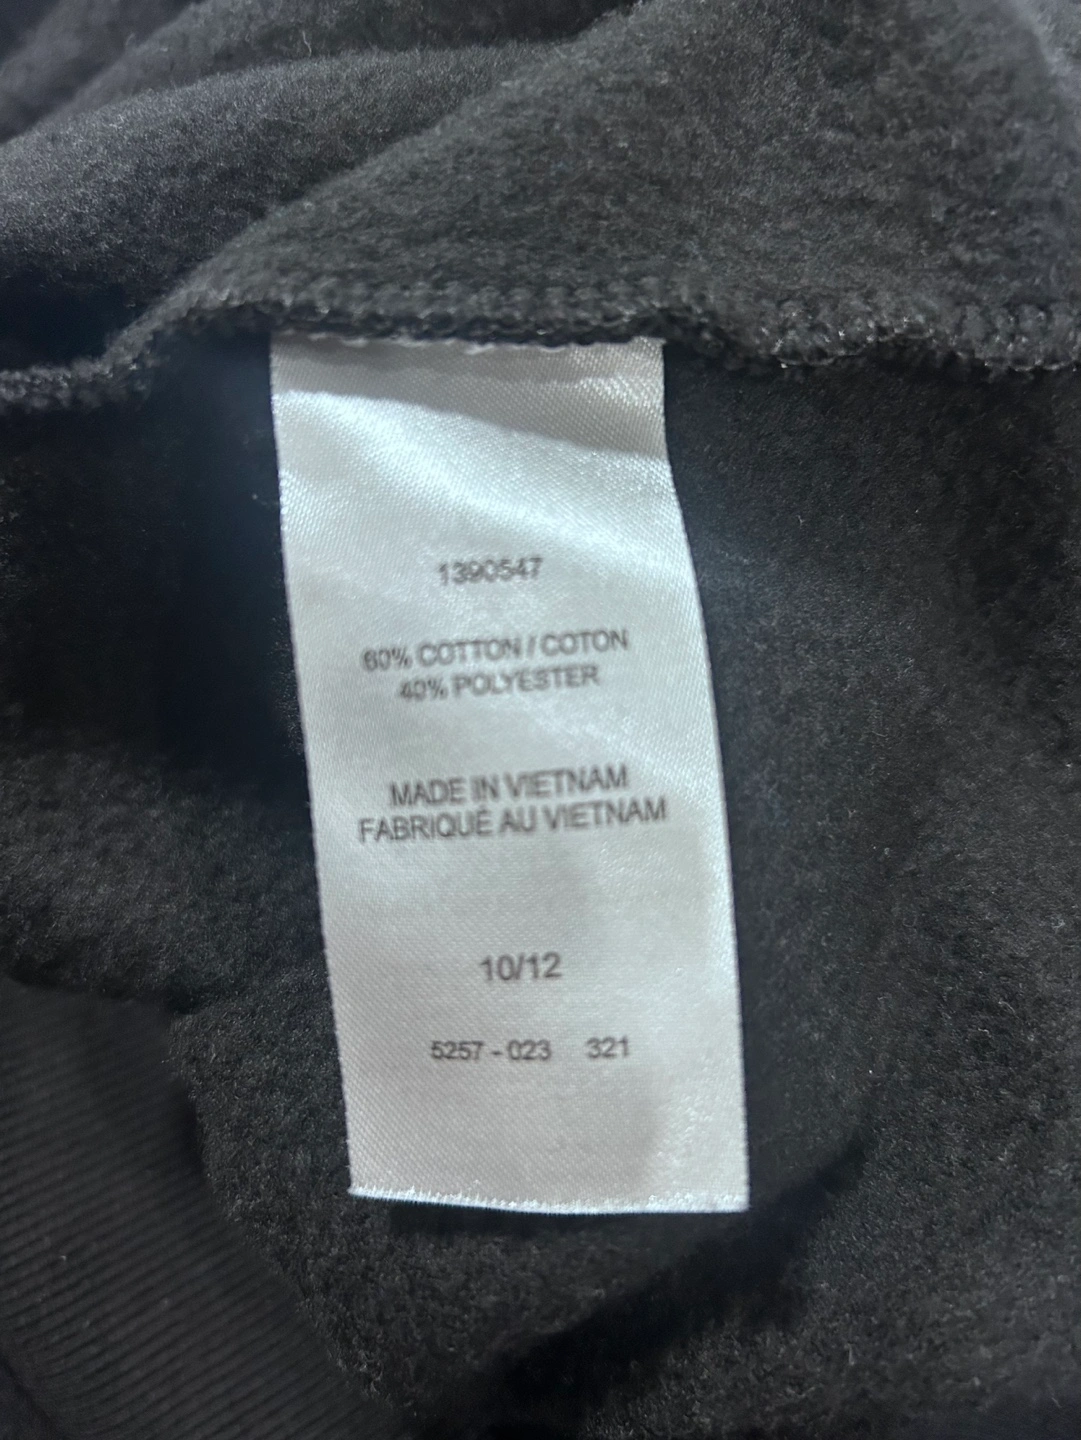 1390547
60% COTTON / COTON
40% POLYESTER
MADE IN VIETNAM
FABRIQUÉ AU VIETNAM
10/12
5257 - 023 321